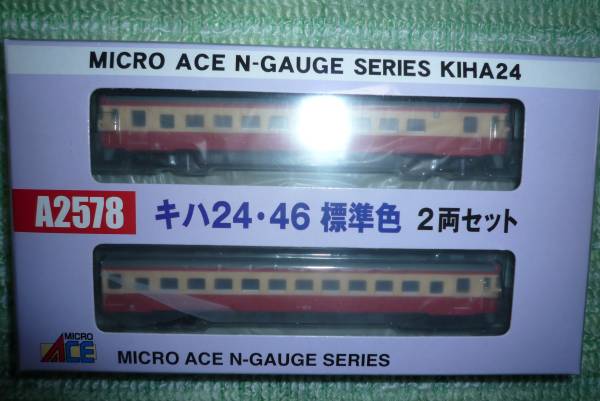 MICRO ACE N-GAUGE SERIES KIHA24
A2578 キハ24・46 標準色 2両セット
MICRO ACE
MICRO ACE N-GAUGE SERIES